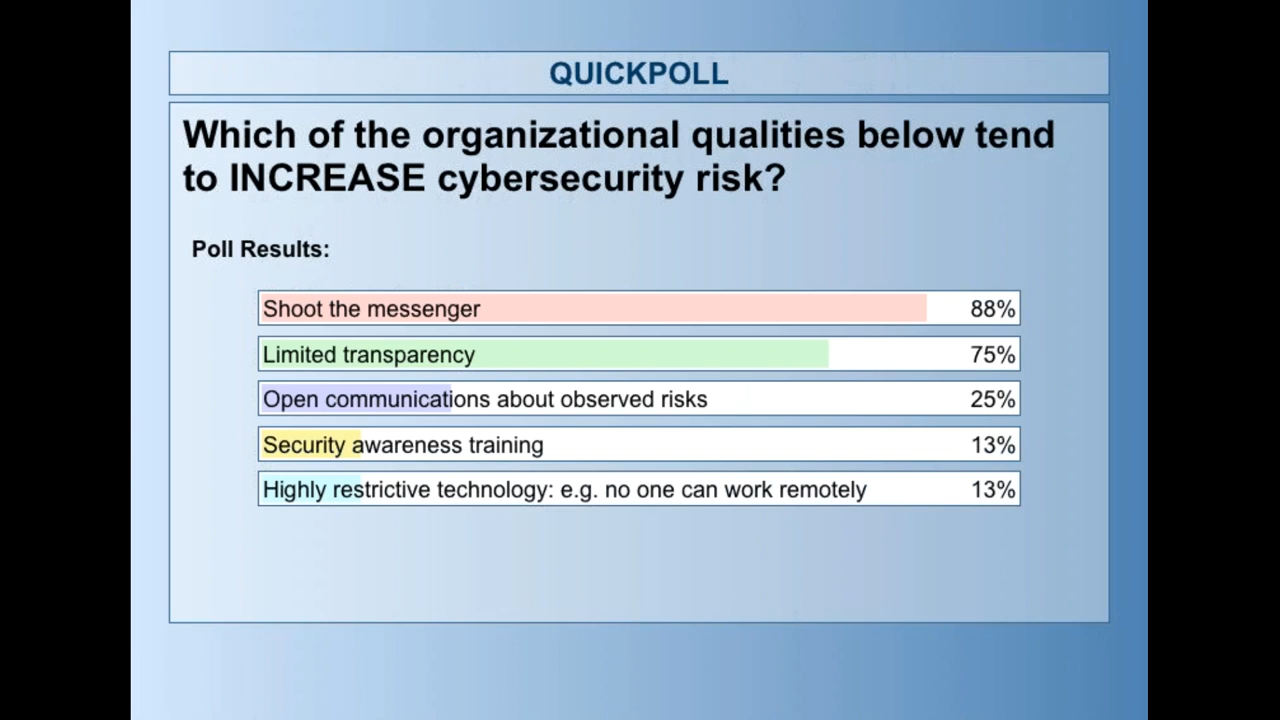 QUICKPOLL
Which of the organizational qualities below tend
to INCREASE cybersecurity risk?
Poll Results:
Shoot the messenger 88%
Limited transparency 75%
Open communications about observed risks 25%
Security awareness training 13%
Highly restrictive technology: e.g. no one can work remotely 13%